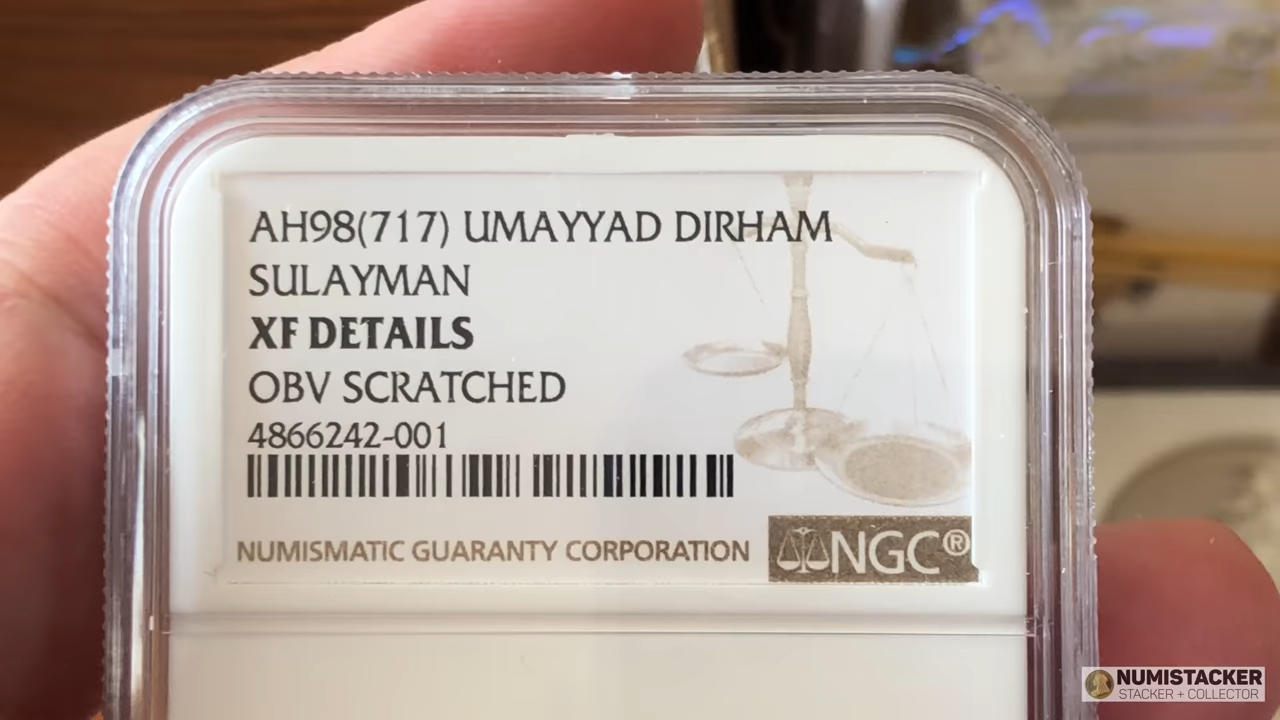 AH98(717) UMAYYAD DIRHAM
SULAYMAN
XF DETAILS
OBV SCRATCHED
4866242-001
NUMISMATIC GUARANTY CORPORATION
NGC®
NUMISTACKER
STACKER + COLLECTOR